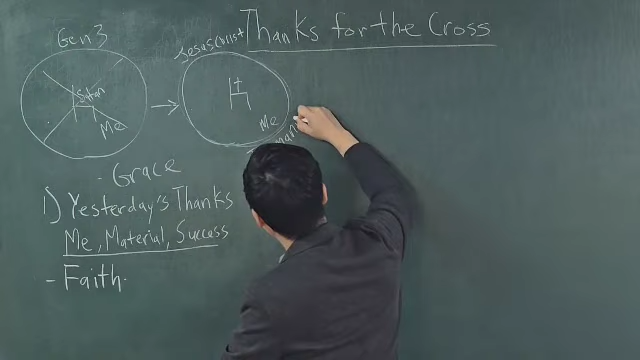 Thanks for the Cross
Gen 3
Jesus Christ
Satan
Me
Me
- Grace
1) Yesterday's Thanks
Me, Material, Success
- Faith.